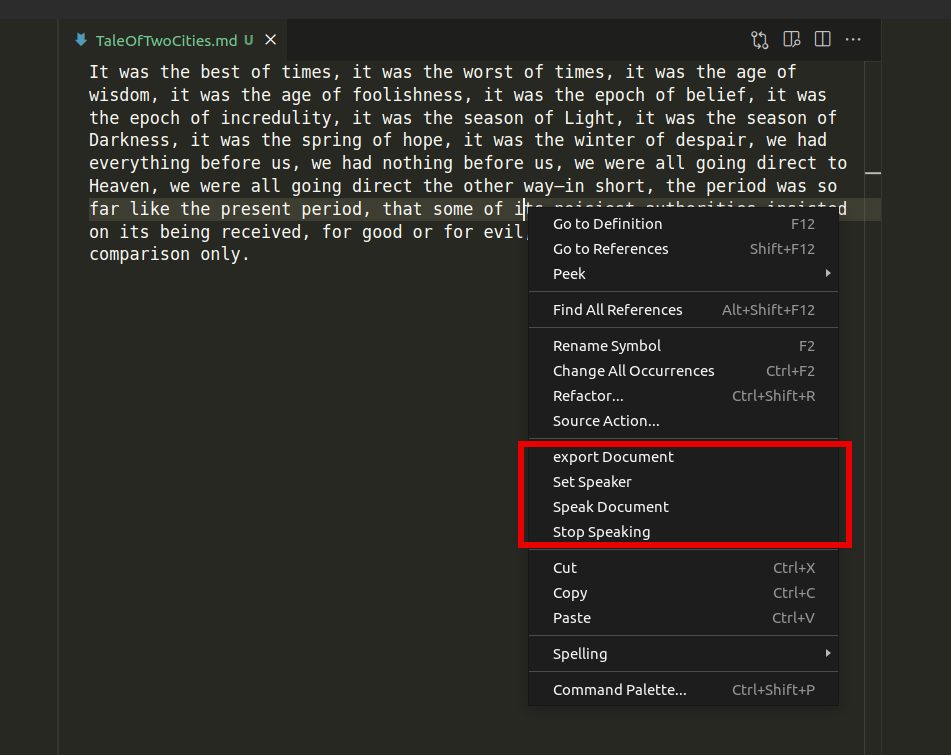 TaleOfTwoCities.md U
It was the best of times, it was the worst of times, it was the age of
wisdom, it was the age of foolishness, it was the epoch of belief, it was
the epoch of incredulity, it was the season of Light, it was the season of
Darkness, it was the spring of hope, it was the winter of despair, we had
everything before us, we had nothing before us, we were all going direct to
Heaven, we were all going direct the other way—in short, the period was so
far like the present period, that some of its noisiest authorities insisted
on its being received, for good or for evil,
comparison only.
Go to Definition F12
Go to References Shift+F12
Peek
Find All References Alt+Shift+F12
Rename Symbol F2
Change All Occurrences Ctrl+F2
Refactor... Ctrl+Shift+R
Source Action...
export Document
Set Speaker
Speak Document
Stop Speaking
Cut Ctrl+X
Copy Ctrl+C
Paste Ctrl+V
Spelling
Command Palette... Ctrl+Shift+P